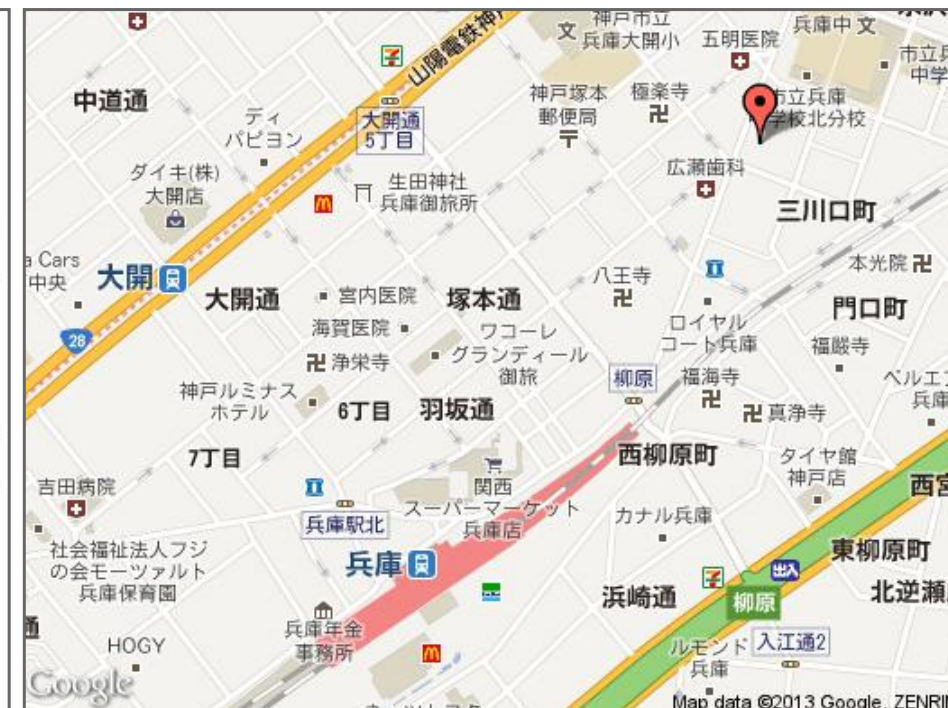 神戸市立
兵庫大開小
五明医院
兵庫中
山陽電鉄神戸
中道通
大開通
5丁目
ディ
パピヨン
ダイキ(株)
大開店
神戸塚本
郵便局
極楽寺
市立兵庫
学校北分校
市立兵
中学
広瀬歯科
三川口町
生田神社
兵庫御旅所
a Cars
中央
大開
大開通
宮内医院
塚本通
八王寺
本光院
門口町
28
海賀医院
ワコーレ
グランディール
御旅
ロイヤル
コート兵庫
福厳寺
浄栄寺
神戸ルミナス
ホテル
6丁目
羽坂通
柳原
福海寺
真浄寺
ベルエ
兵庫
7丁目
西柳原町
タイヤ館
神戸店
西宮
吉田病院
関西
スーパーマーケット
兵庫店
兵庫駅北
カナル兵庫
社会福祉法人フジ
の会モーツァルト
兵庫保育園
兵庫
東柳原町
出入
浜崎通
柳原
北逆瀬
通
HOGY
兵庫年金
事務所
ルモンド
兵庫
入江通2
Google
Map data ©2013 Google, ZENRI